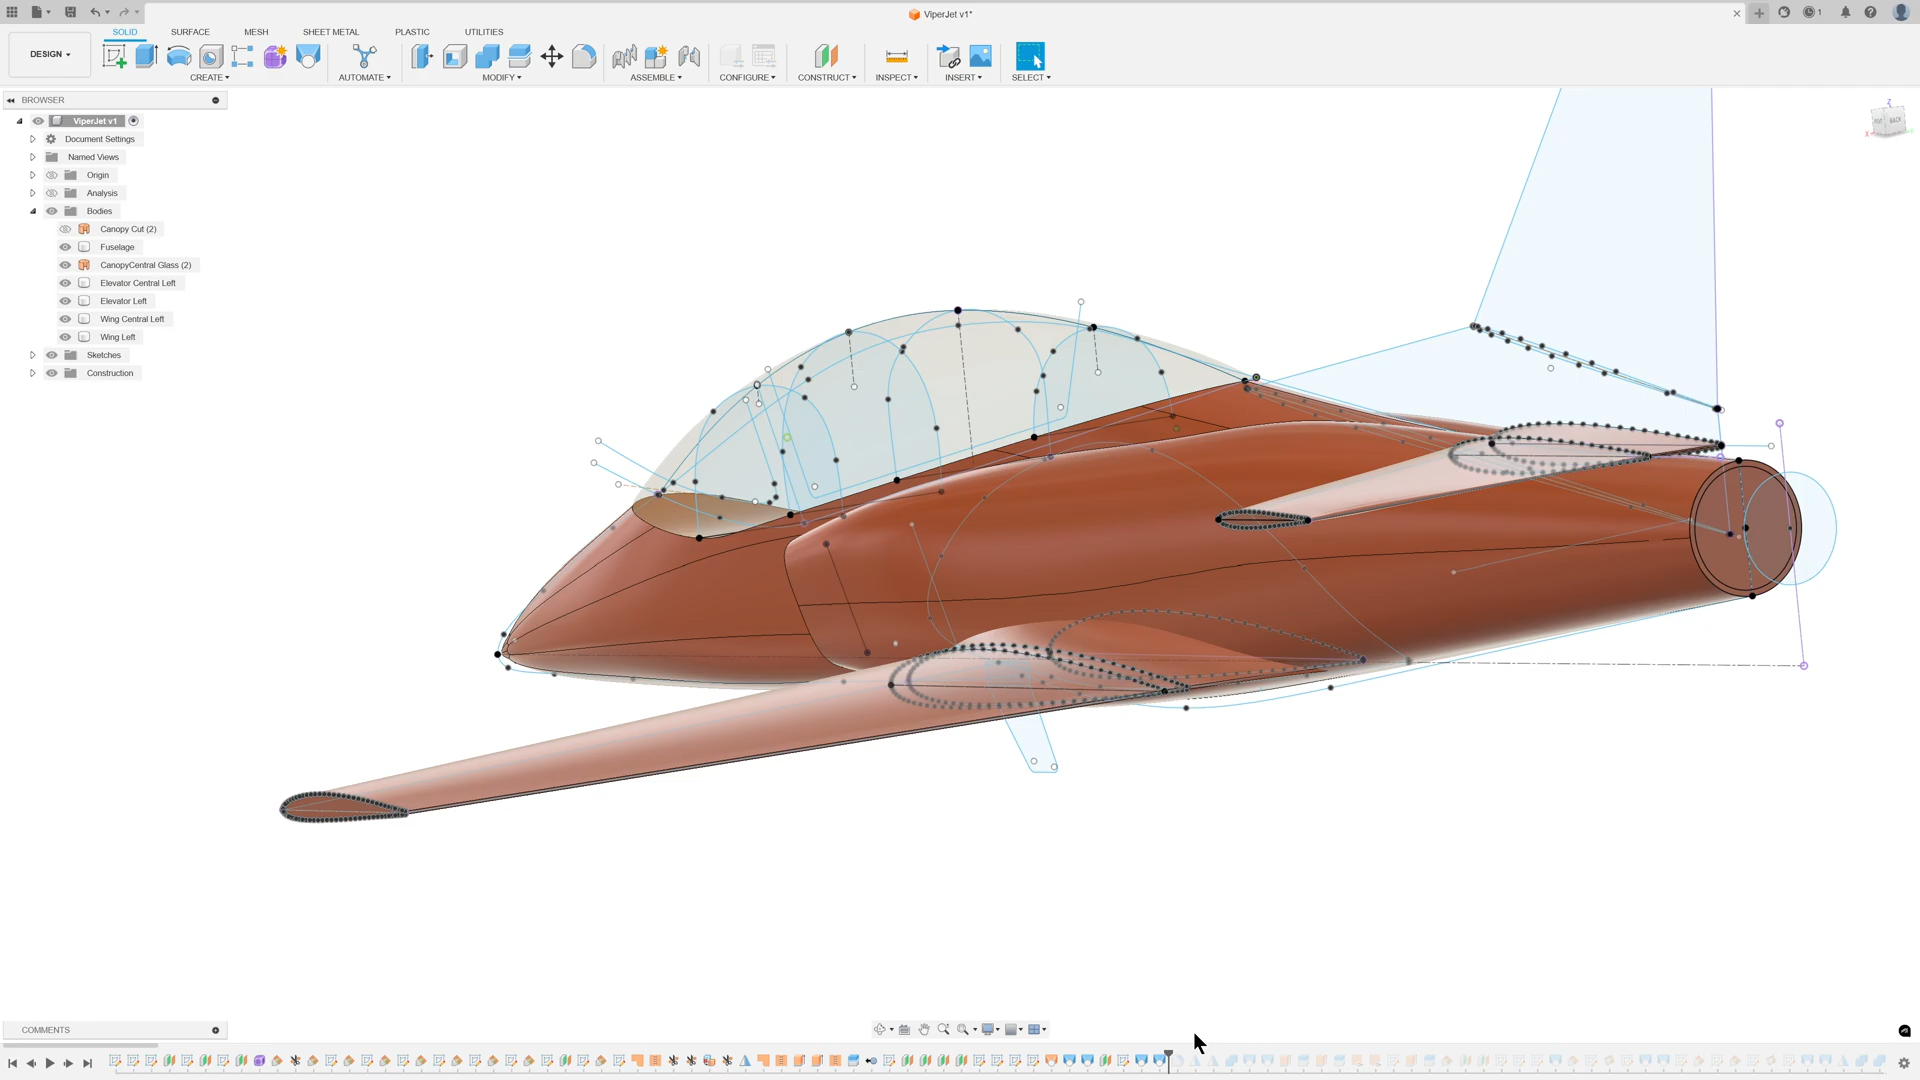 ViperJet v1*
1
DESIGN
SOLID
SURFACE
MESH
SHEET METAL
PLASTIC
UTILITIES
CREATE
AUTOMATE
MODIFY
ASSEMBLE
CONFIGURE
CONSTRUCT
INSPECT
INSERT
SELECT
BROWSER
ViperJet v1
Document Settings
Named Views
Origin
Analysis
Bodies
Canopy Cut (2)
Fuselage
CanopyCentral Glass (2)
Elevator Central Left
Elevator Left
Wing Central Left
Wing Left
Sketches
Construction
Z
BACK
X
COMMENTS